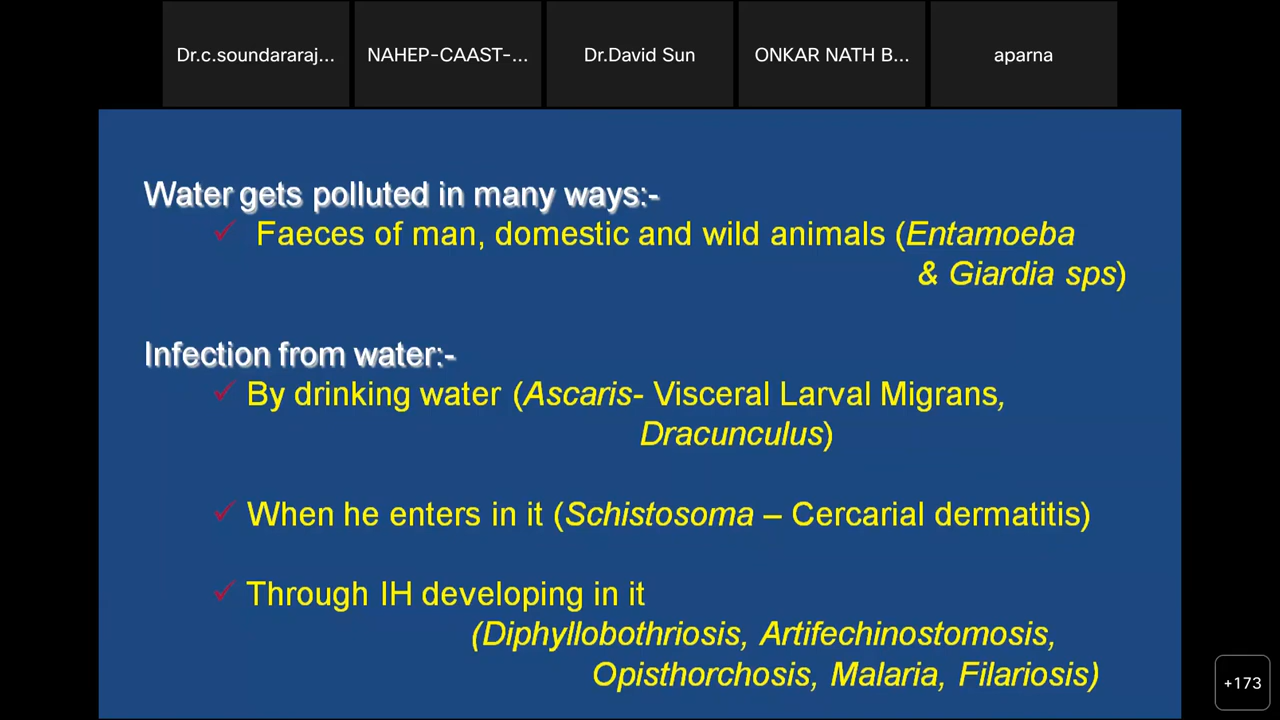 Dr.c.soundararaj...
NAHEP-CAAST-...
Dr.David Sun
ONKAR NATH B...
aparna
Water gets polluted in many ways:-
✓ Faeces of man, domestic and wild animals (Entamoeba
& Giardia sps)
Infection from water:-
✓ By drinking water (Ascaris- Visceral Larval Migrans,
Dracunculus)
✓ When he enters in it (Schistosoma – Cercarial dermatitis)
✓ Through IH developing in it
(Diphyllobothriosis, Artifechinostomosis,
Opisthorchosis, Malaria, Filariosis)
+173